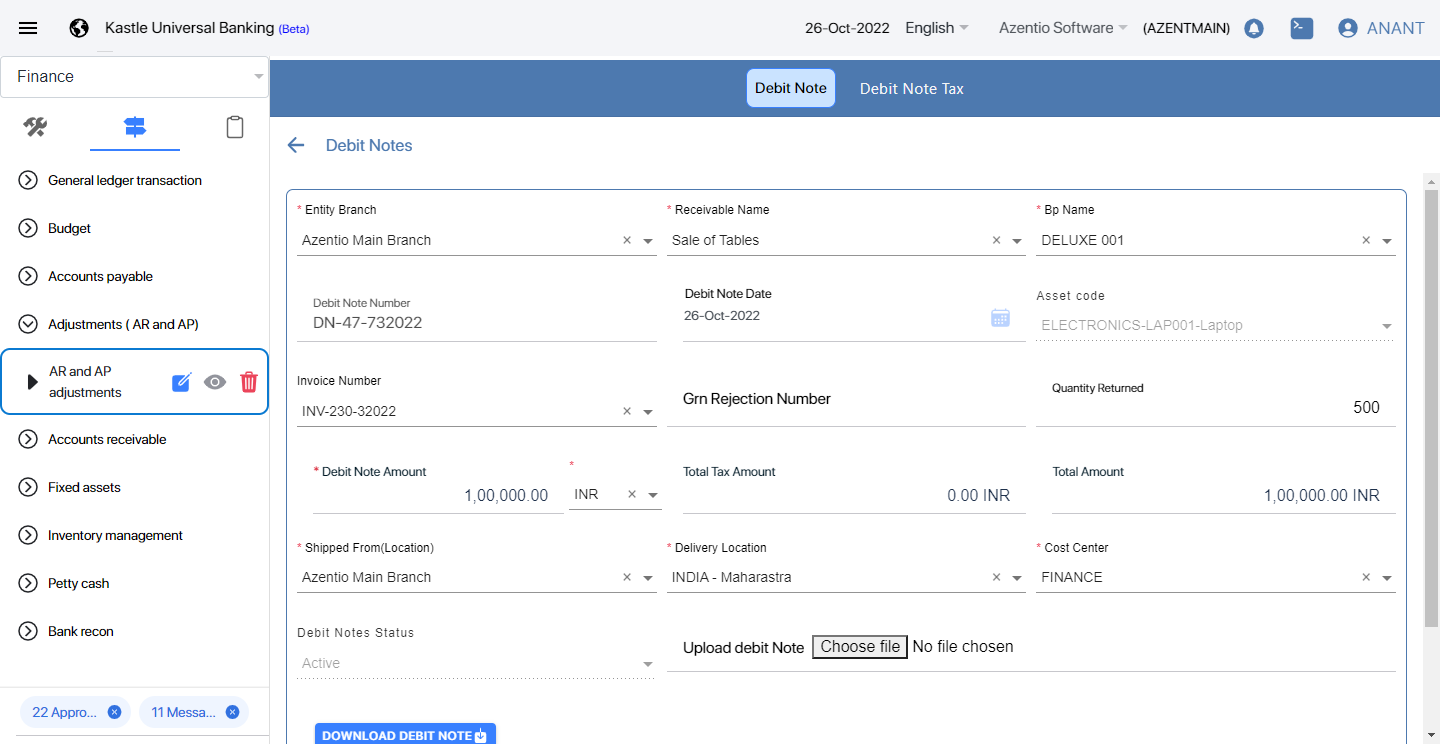 Kastle Universal Banking (Beta)
26-Oct-2022
English
Azentio Software
(AZENTMAIN)
ANANT
Finance
General ledger transaction
Budget
Accounts payable
Adjustments ( AR and AP)
AR and AP
adjustments
Accounts receivable
Fixed assets
Inventory management
Petty cash
Bank recon
22 Appro...
11 Messa...
Debit Note
Debit Note Tax
Debit Notes
* Entity Branch
Azentio Main Branch
* Receivable Name
Sale of Tables
* Bp Name
DELUXE 001
Debit Note Number
DN-47-732022
Debit Note Date
26-Oct-2022
Asset code
ELECTRONICS-LAP001-Laptop
Invoice Number
INV-230-32022
Grn Rejection Number
Quantity Returned
500
* Debit Note Amount
1,00,000.00
*
INR
Total Tax Amount
0.00 INR
Total Amount
1,00,000.00 INR
* Shipped From(Location)
Azentio Main Branch
* Delivery Location
INDIA - Maharastra
* Cost Center
FINANCE
Debit Notes Status
Active
Upload debit Note Choose file No file chosen
DOWNLOAD DEBIT NOTE